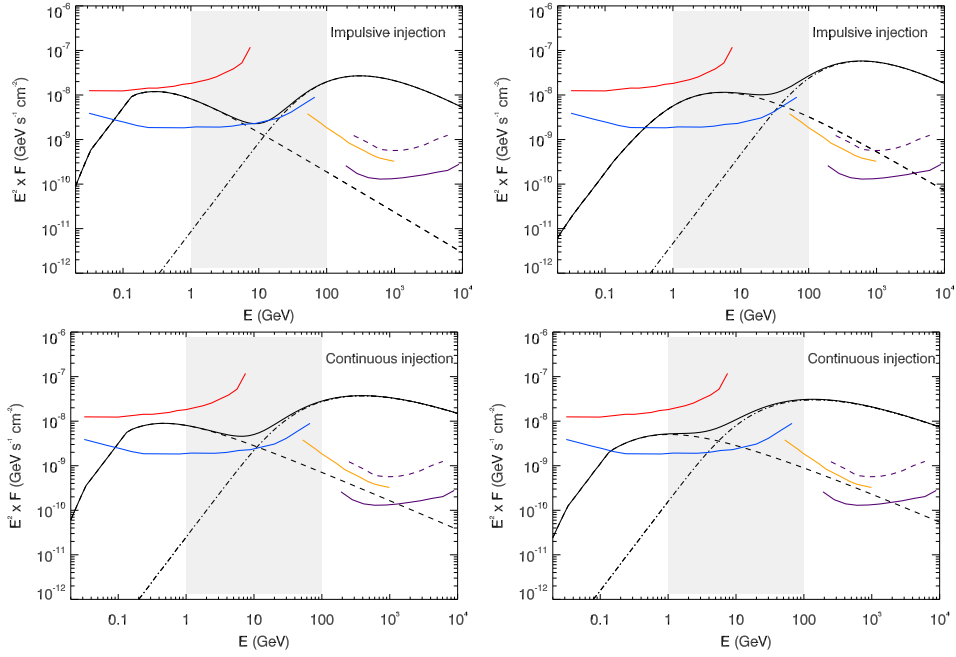 Impulsive injection
10⁻⁶
10⁻⁷
10⁻⁸
10⁻⁹
10⁻¹⁰
10⁻¹¹
10⁻¹²
E² x F (GeV s⁻¹ cm⁻²)
0.1 1 10 100 10³ 10⁴
E (GeV)
Impulsive injection
10⁻⁶
10⁻⁷
10⁻⁸
10⁻⁹
10⁻¹⁰
10⁻¹¹
10⁻¹²
E² x F (GeV s⁻¹ cm⁻²)
0.1 1 10 100 10³ 10⁴
E (GeV)
Continuous injection
10⁻⁶
10⁻⁷
10⁻⁸
10⁻⁹
10⁻¹⁰
10⁻¹¹
10⁻¹²
E² x F (GeV s⁻¹ cm⁻²)
0.1 1 10 100 10³ 10⁴
E (GeV)
Continuous injection
10⁻⁶
10⁻⁷
10⁻⁸
10⁻⁹
10⁻¹⁰
10⁻¹¹
10⁻¹²
E² x F (GeV s⁻¹ cm⁻²)
0.1 1 10 100 10³ 10⁴
E (GeV)